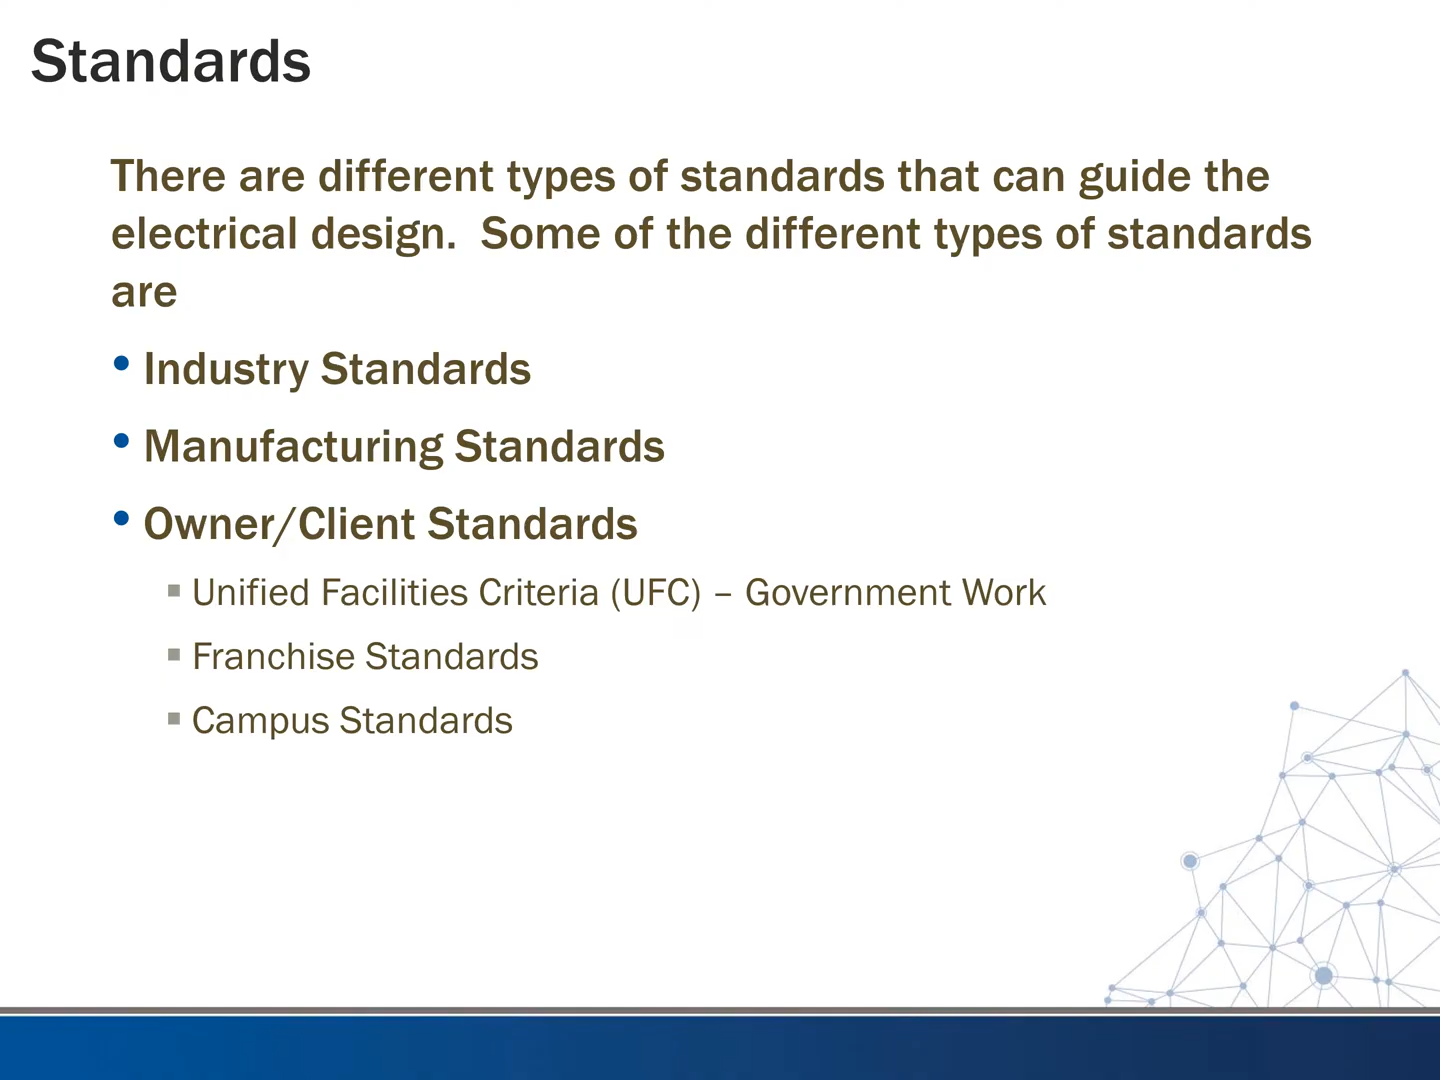 Standards
There are different types of standards that can guide the
electrical design.  Some of the different types of standards
are
• Industry Standards
• Manufacturing Standards
• Owner/Client Standards
▪ Unified Facilities Criteria (UFC) – Government Work
▪ Franchise Standards
▪ Campus Standards